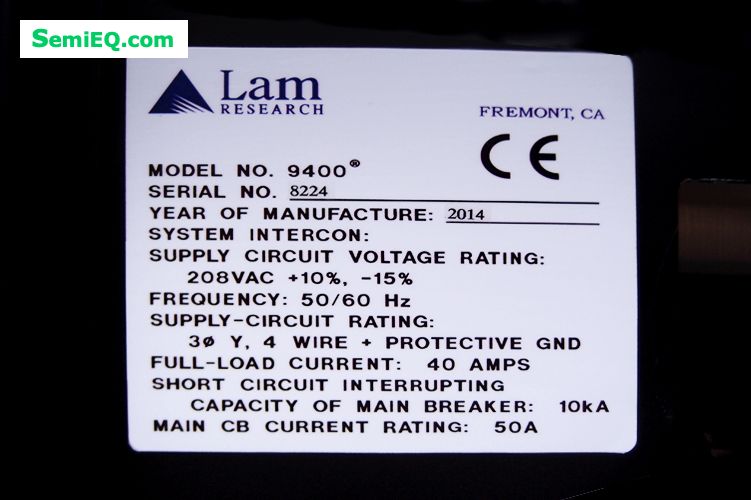 SemiEQ.com
Lam
RESEARCH
FREMONT, CA
CE
MODEL NO. 9400®
SERIAL NO. 8224
YEAR OF MANUFACTURE: 2014
SYSTEM INTERCON:
SUPPLY CIRCUIT VOLTAGE RATING:
208VAC +10%, -15%
FREQUENCY: 50/60 Hz
SUPPLY-CIRCUIT RATING:
3ø Y, 4 WIRE + PROTECTIVE GND
FULL-LOAD CURRENT: 40 AMPS
SHORT CIRCUIT INTERRUPTING
CAPACITY OF MAIN BREAKER: 10kA
MAIN CB CURRENT RATING: 50A